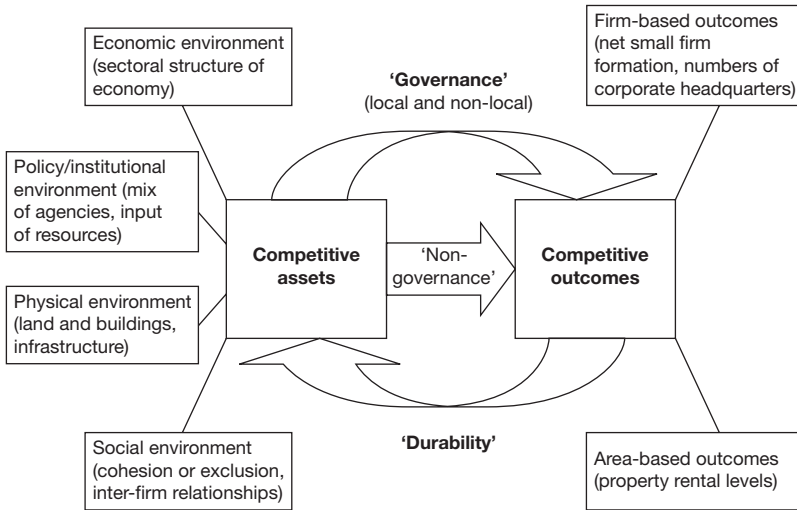 Economic environment
(sectoral structure of
economy)
Policy/institutional
environment (mix
of agencies, input
of resources)
Physical environment
(land and buildings,
infrastructure)
Social environment
(cohesion or exclusion,
inter-firm relationships)
‘Governance’
(local and non-local)
Competitive
assets
‘Non-
governance’
Competitive
outcomes
‘Durability’
Firm-based outcomes
(net small firm
formation, numbers of
corporate headquarters)
Area-based outcomes
(property rental levels)